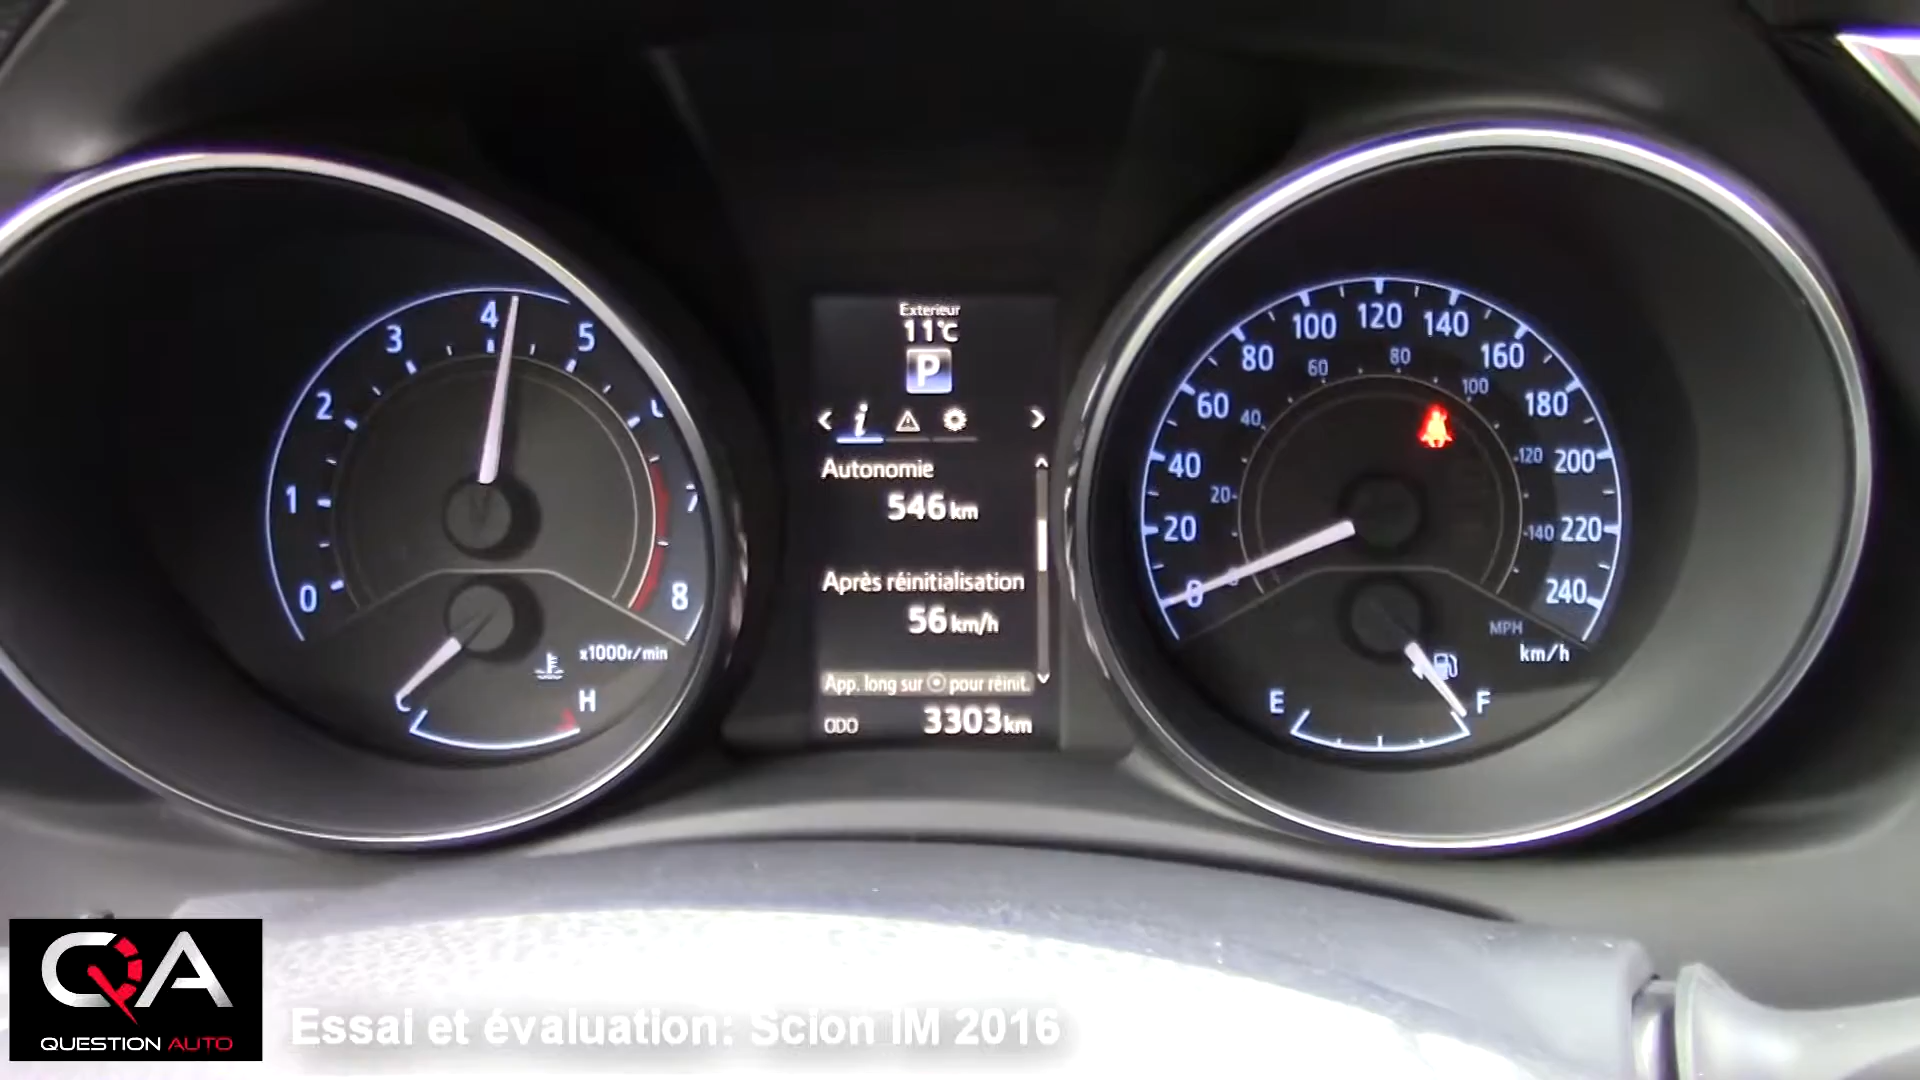 0
1
2
3
4
5
7
8
x1000r/min
C
H
Exterieur
11°C
P
i
Autonomie
546 km
Après réinitialisation
56 km/h
App. long sur ⊙ pour réinit.
ODO 3303 km
0
20
40
60
80
100
120
140
160
180
200
220
240
0
20
40
60
80
100
120
140
MPH
km/h
E
F
QA
QUESTION AUTO
Essai et évaluation: Scion IM 2016